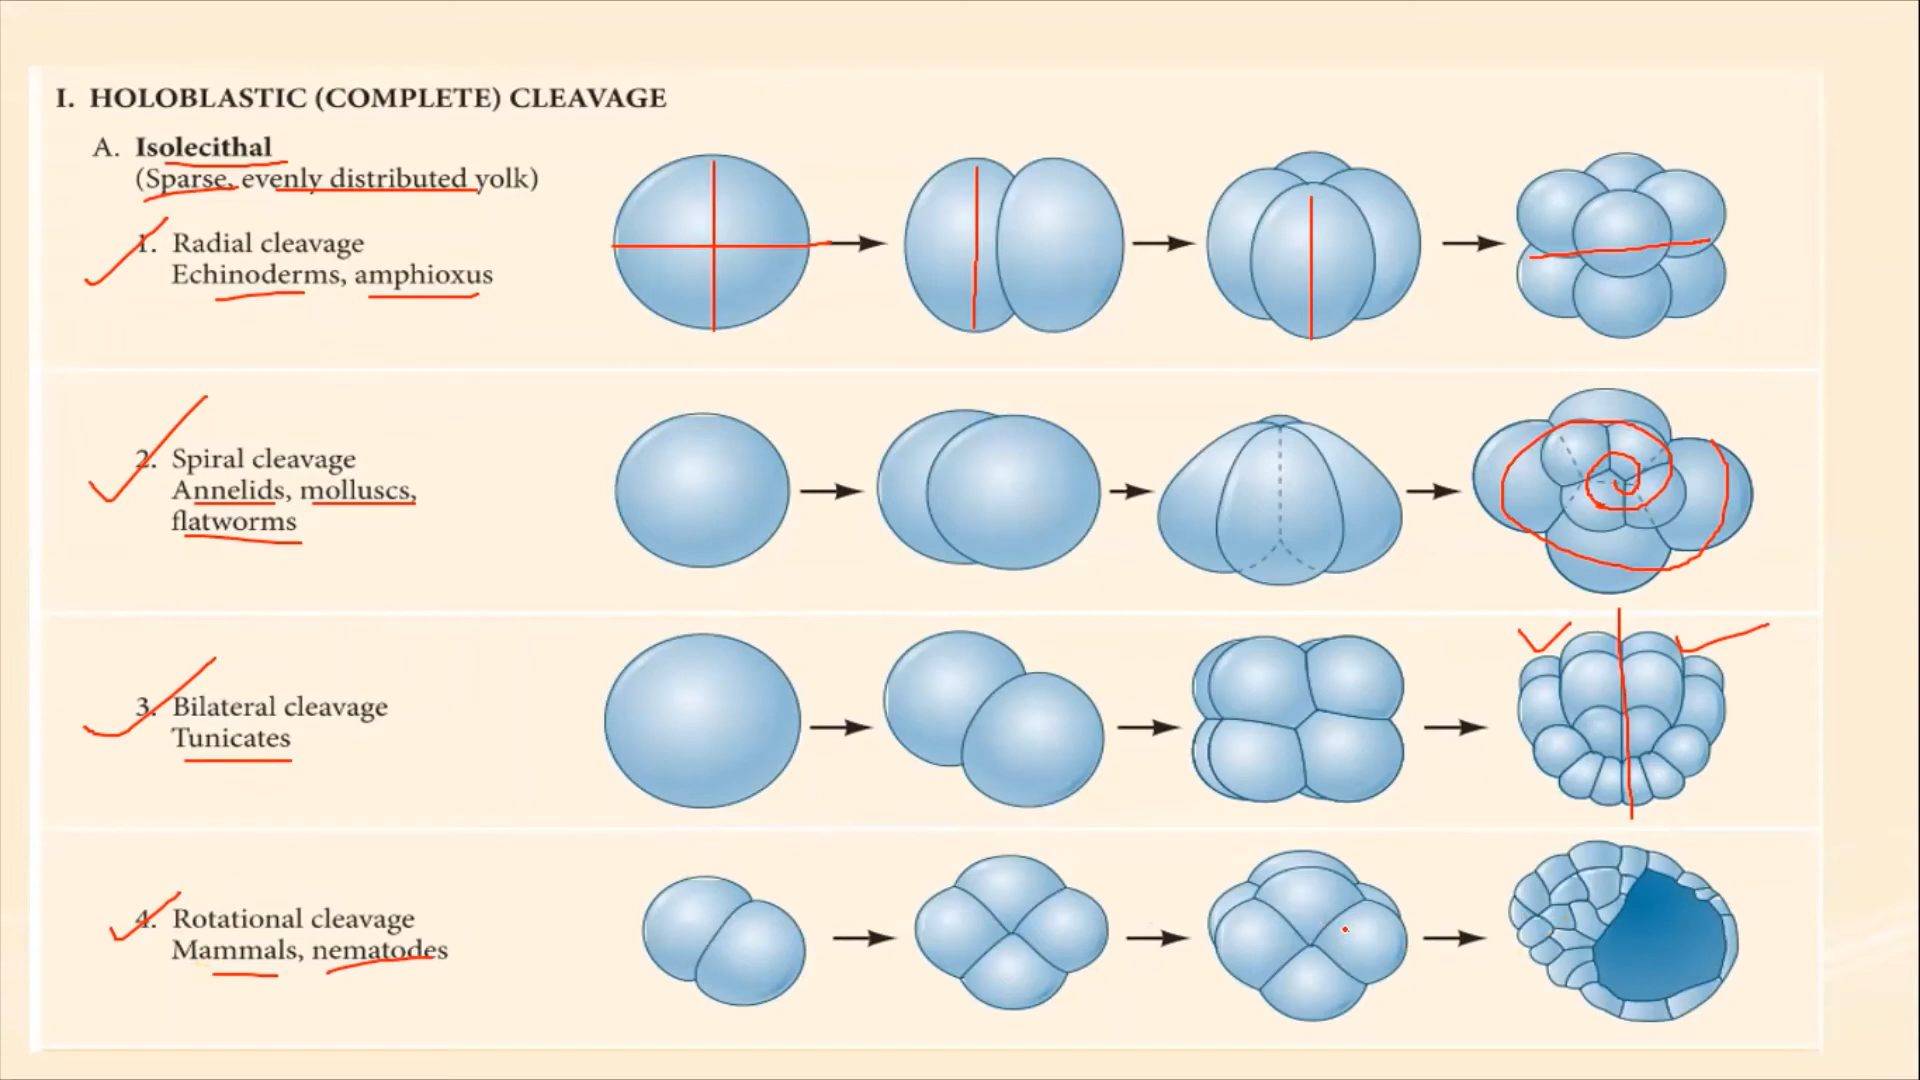 I. HOLOBLASTIC (COMPLETE) CLEAVAGE
A. Isolecithal
(Sparse, evenly distributed yolk)
1. Radial cleavage
Echinoderms, amphioxus
2. Spiral cleavage
Annelids, molluscs,
flatworms
3. Bilateral cleavage
Tunicates
4. Rotational cleavage
Mammals, nematodes